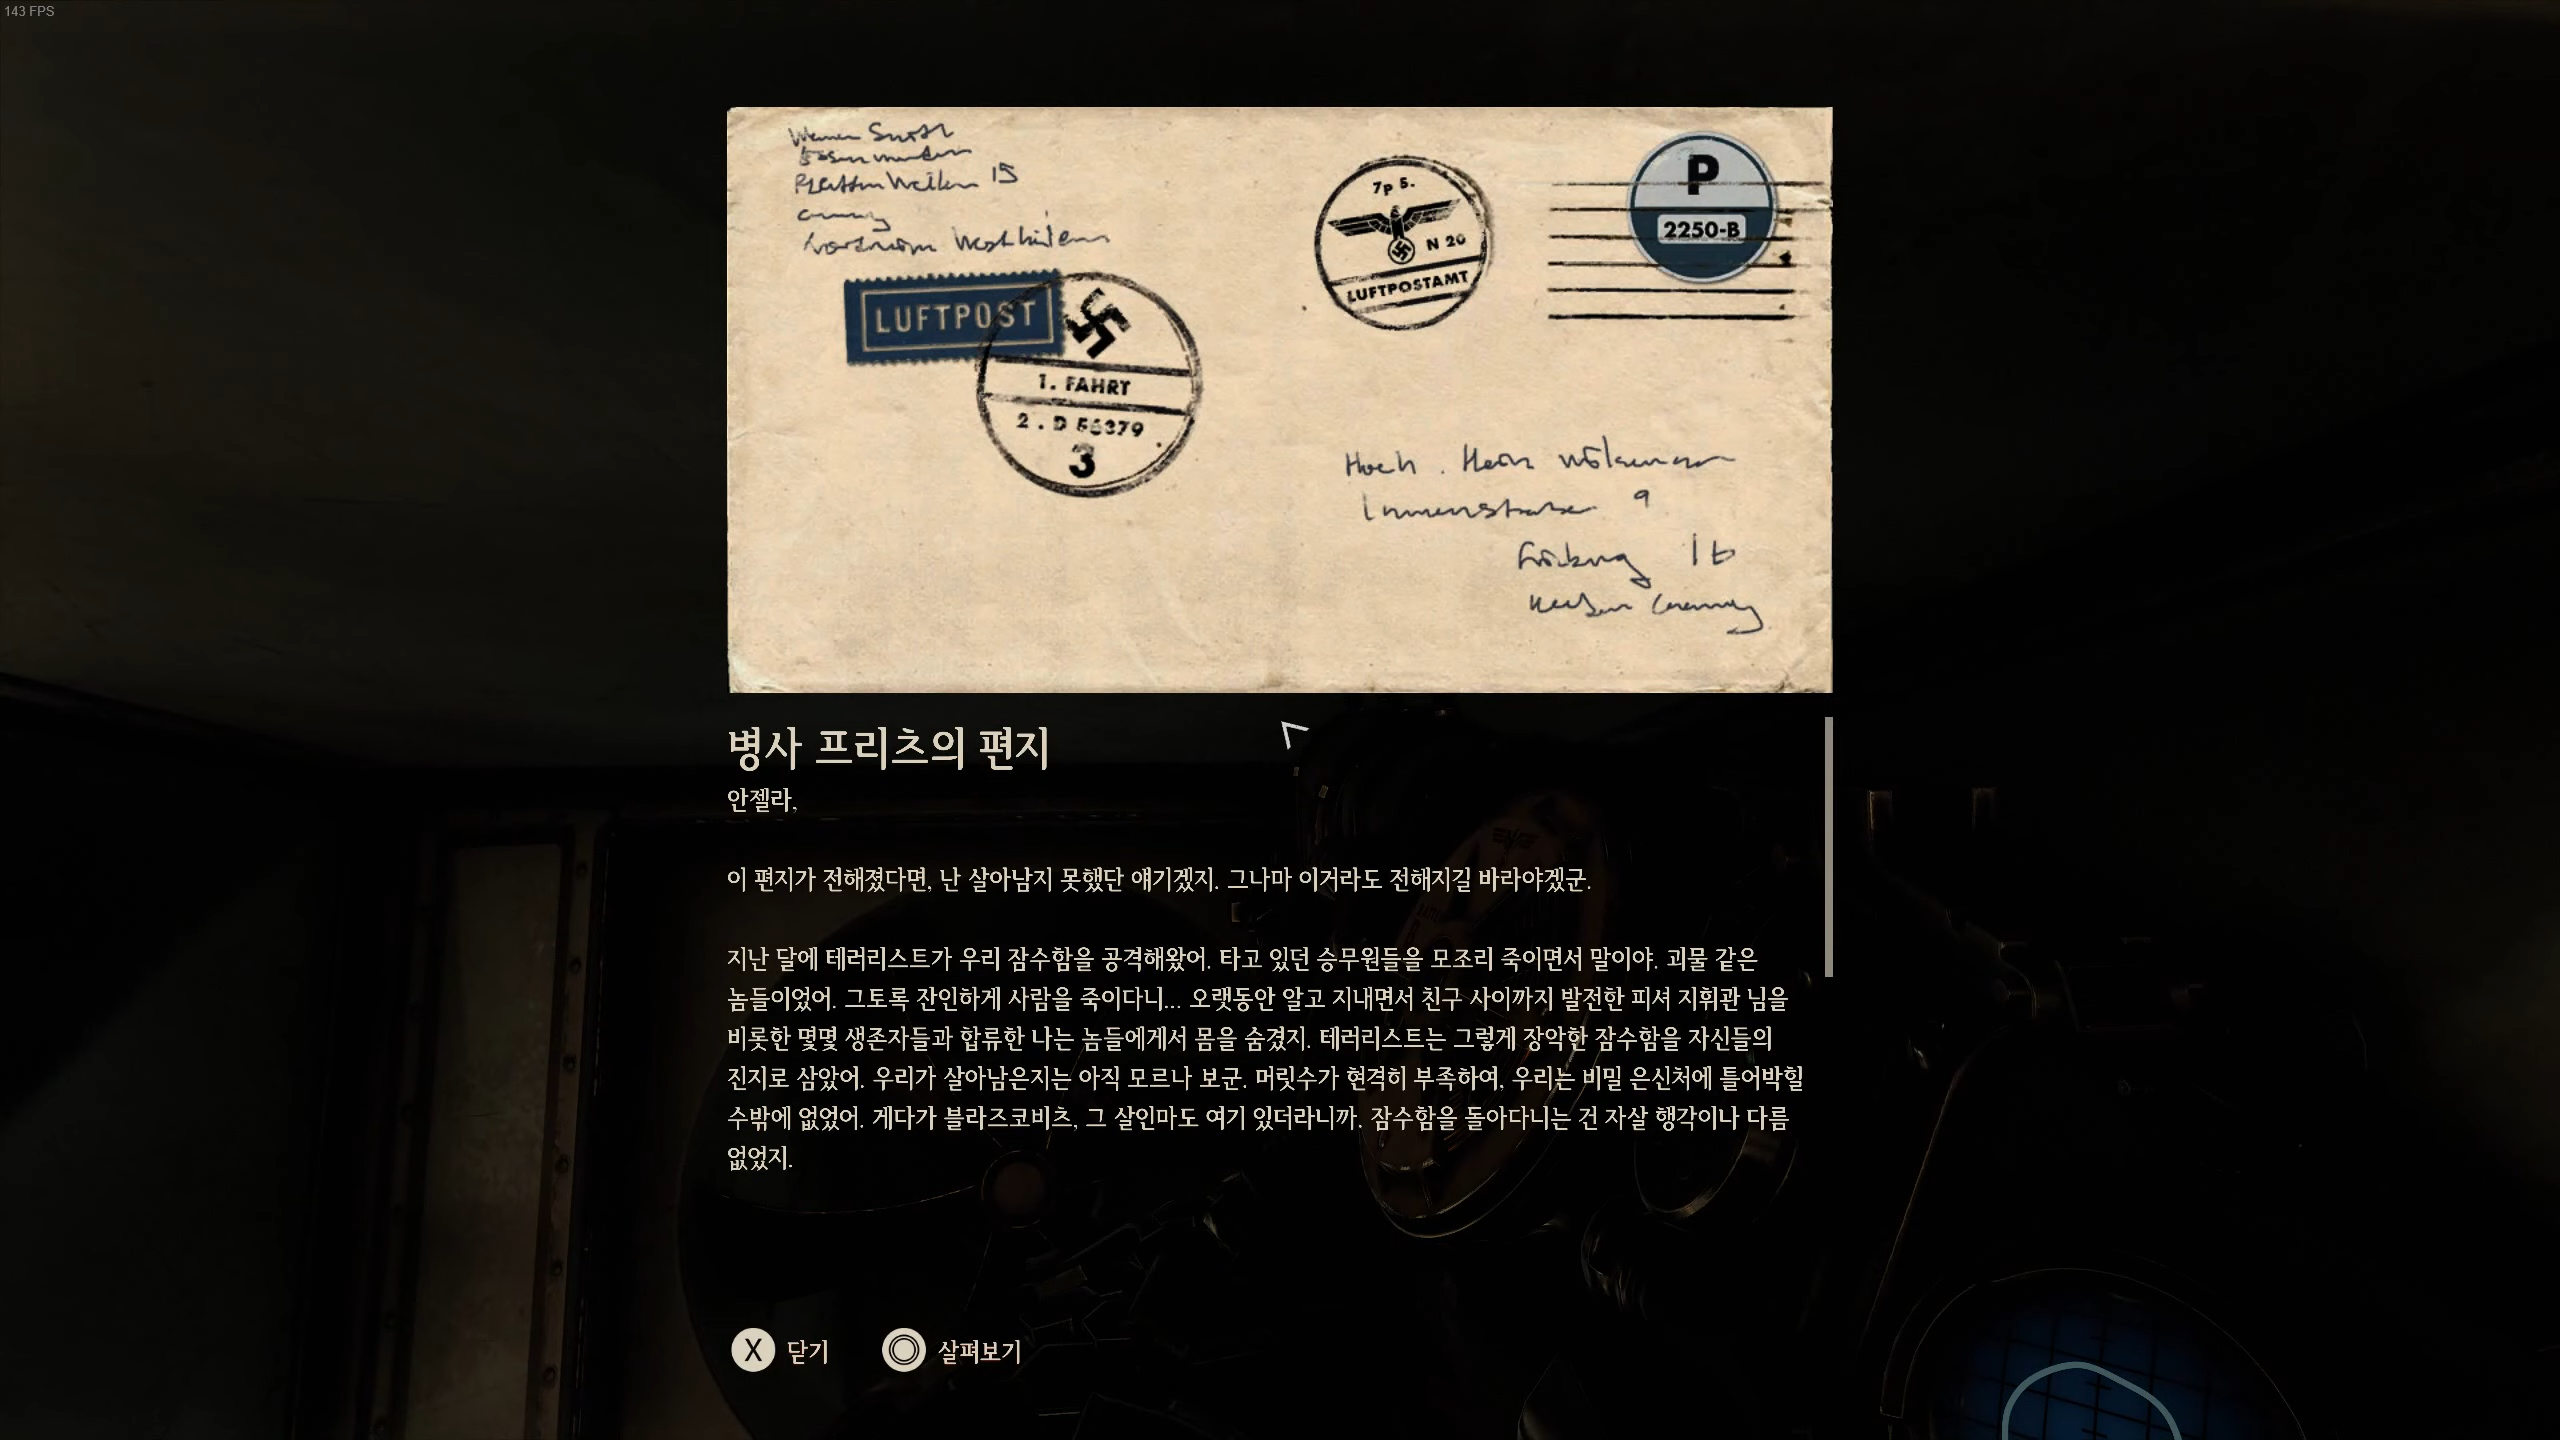 143 FPS
15
LUFTPOST
1. FAHRT
2. D 56379
3
7p 5.
N 20
LUFTPOSTAMT
P
2250-B
Hoch. Hein
9
병사 프리츠의 편지
안젤라,
이 편지가 전해졌다면, 난 살아남지 못했단 얘기겠지. 그나마 이거라도 전해지길 바라야겠군.
지난 달에 테러리스트가 우리 잠수함을 공격해왔어. 타고 있던 승무원들을 모조리 죽이면서 말이야. 괴물 같은
놈들이었어. 그토록 잔인하게 사람을 죽이다니... 오랫동안 알고 지내면서 친구 사이까지 발전한 피셔 지휘관 님을
비롯한 몇몇 생존자들과 합류한 나는 놈들에게서 몸을 숨겼지. 테러리스트는 그렇게 장악한 잠수함을 자신들의
진지로 삼았어. 우리가 살아남은지는 아직 모르나 보군. 머릿수가 현격히 부족하여, 우리는 비밀 은신처에 틀어박힐
수밖에 없었어. 게다가 블라즈코비츠, 그 살인마도 여기 있더라니까. 잠수함을 돌아다니는 건 자살 행각이나 다름
없었지.
X 닫기
살펴보기